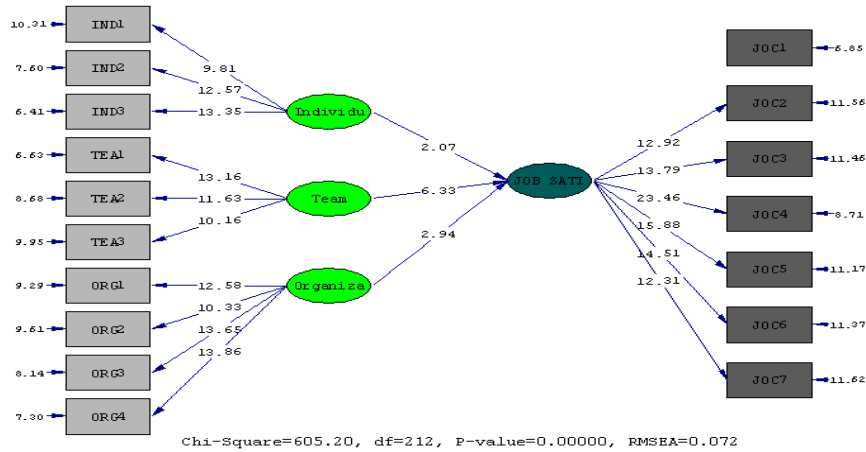 10.31 IND1
7.60 IND2
6.41 IND3
6.63 TEA1
8.68 TEA2
9.95 TEA3
9.29 ORG1
9.61 ORG2
8.14 ORG3
7.30 ORG4
9.81
12.57
13.35
13.16
11.63
10.16
12.58
10.33
13.65
13.86
Individu
Team
Organiza
2.07
6.33
2.94
JOB SATI
12.92
13.79
23.46
15.88
14.51
12.31
JOC1 6.85
JOC2 11.56
JOC3 11.46
JOC4 8.71
JOC5 11.17
JOC6 11.37
JOC7 11.62
Chi-Square=605.20, df=212, P-value=0.00000, RMSEA=0.072